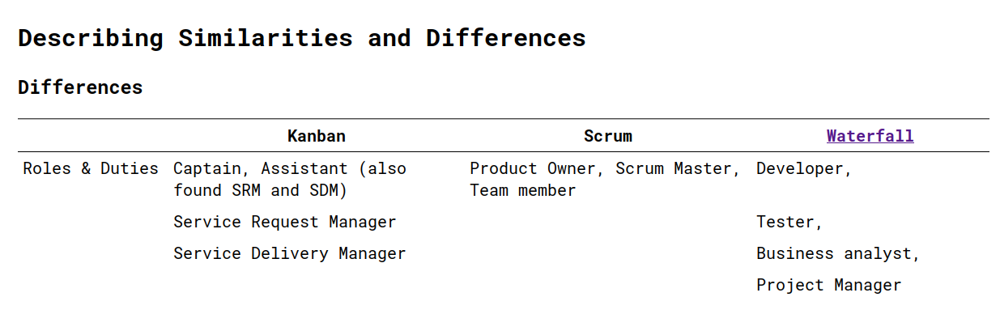 Describing Similarities and Differences
Differences
Kanban Scrum Waterfall
Roles & Duties Captain, Assistant (also Product Owner, Scrum Master, Developer,
found SRM and SDM) Team member
Service Request Manager Tester,
Service Delivery Manager Business analyst,
Project Manager